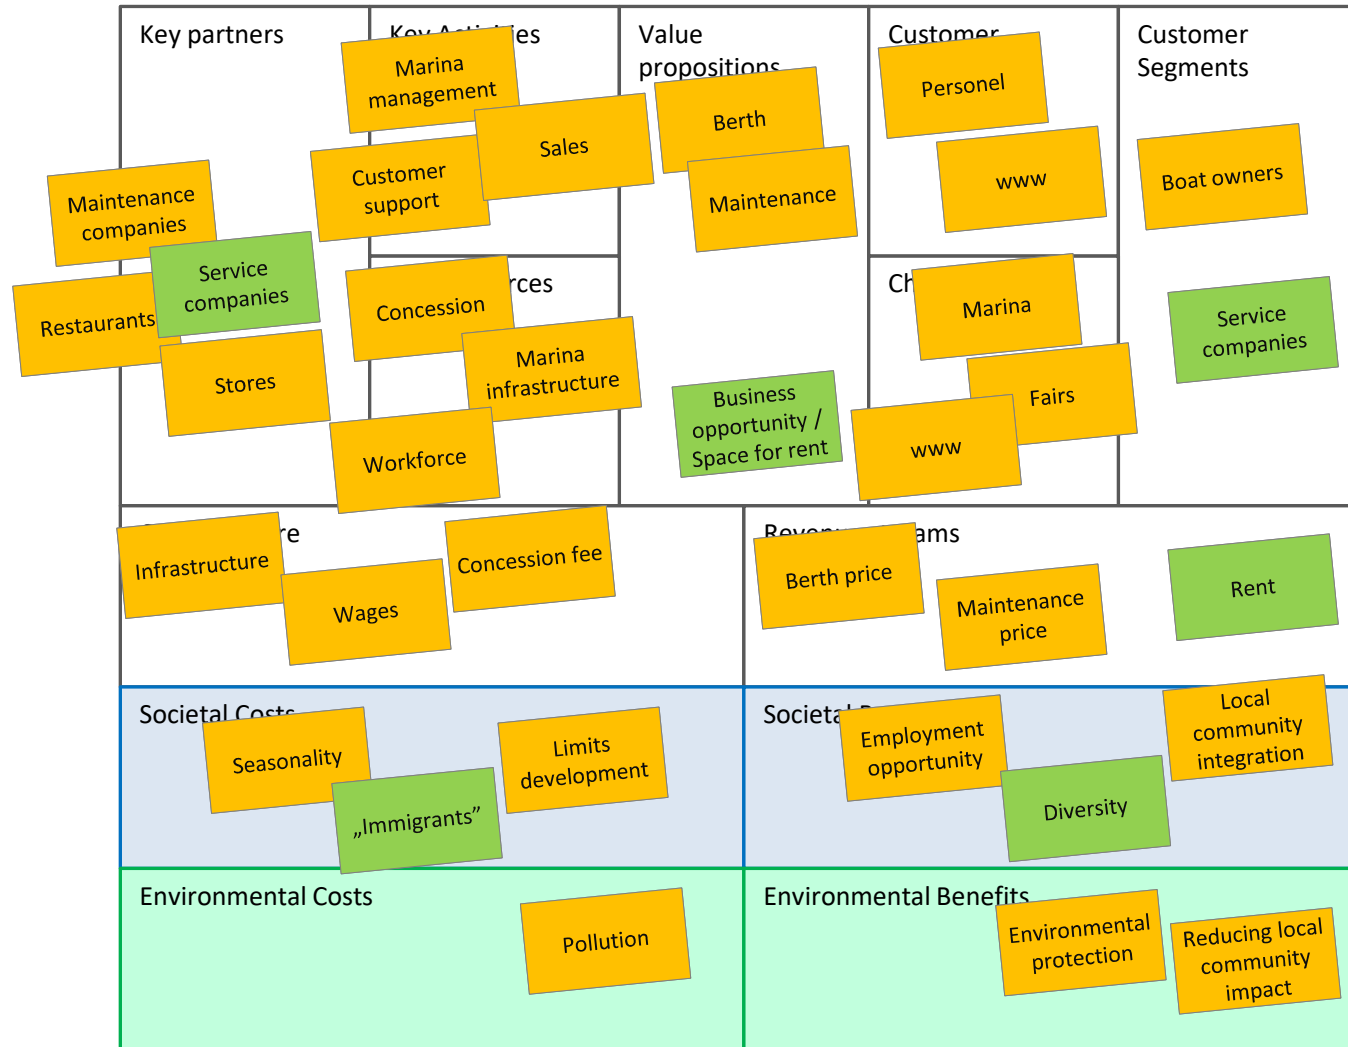 Key partners
Maintenance
companies
Service
companies
Restaurants
Stores
Key Activities
Marina
management
Sales
Customer
support
Concession
Marina
infrastructure
Workforce
Value
propositions
Berth
Maintenance
Business
opportunity /
Space for rent
Customer
Personel
www
Marina
Fairs
www
Customer
Segments
Boat owners
Service
companies
Infrastructure
Wages
Concession fee
Berth price
Maintenance
price
Rent
Societal Costs
Seasonality
„Immigrants”
Limits
development
Societal
Employment
opportunity
Diversity
Local
community
integration
Environmental Costs
Pollution
Environmental Benefits
Environmental
protection
Reducing local
community
impact